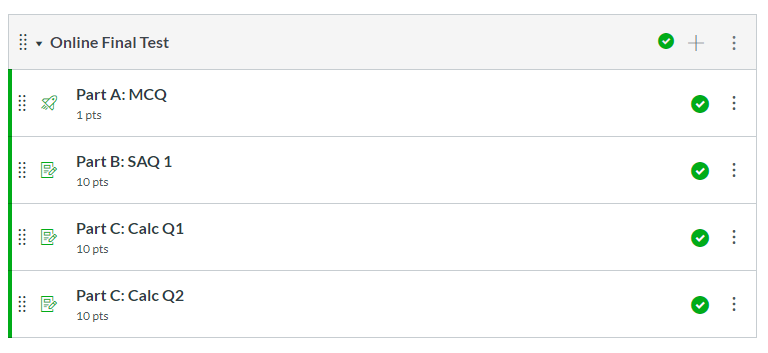 Online Final Test
Part A: MCQ
1 pts
Part B: SAQ 1
10 pts
Part C: Calc Q1
10 pts
Part C: Calc Q2
10 pts